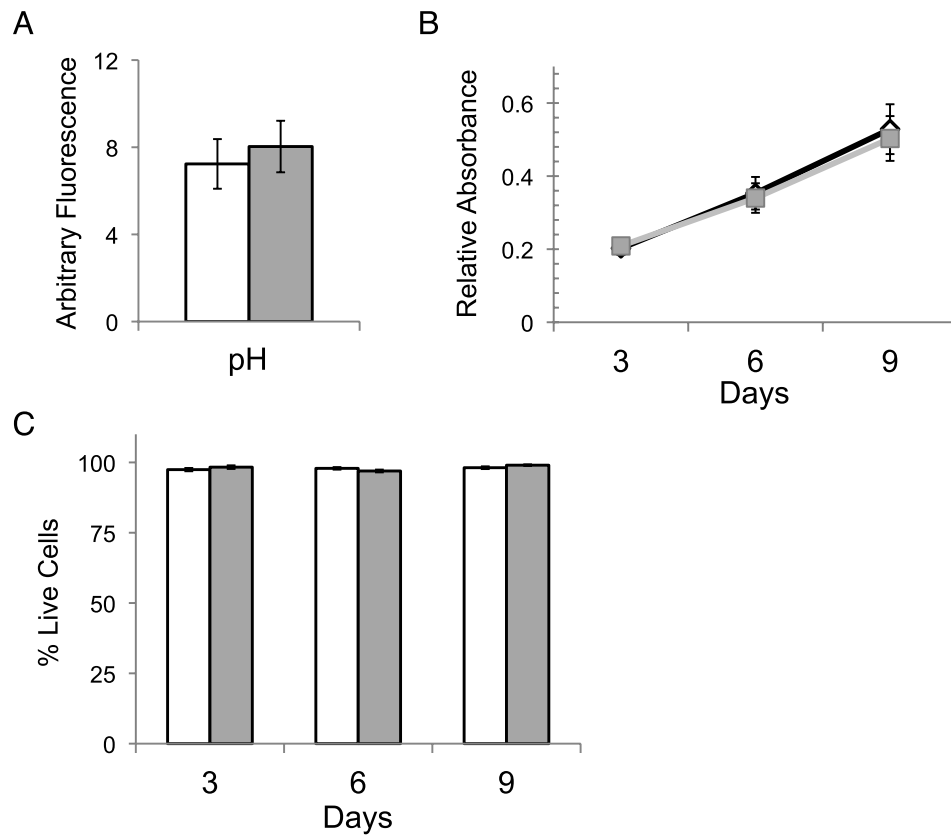 A
Arbitrary Fluorescence
12
8
4
0
pH
B
Relative Absorbance
0.6
0.4
0.2
0
3 6 9
Days
C
% Live Cells
100
75
50
25
0
3 6 9
Days